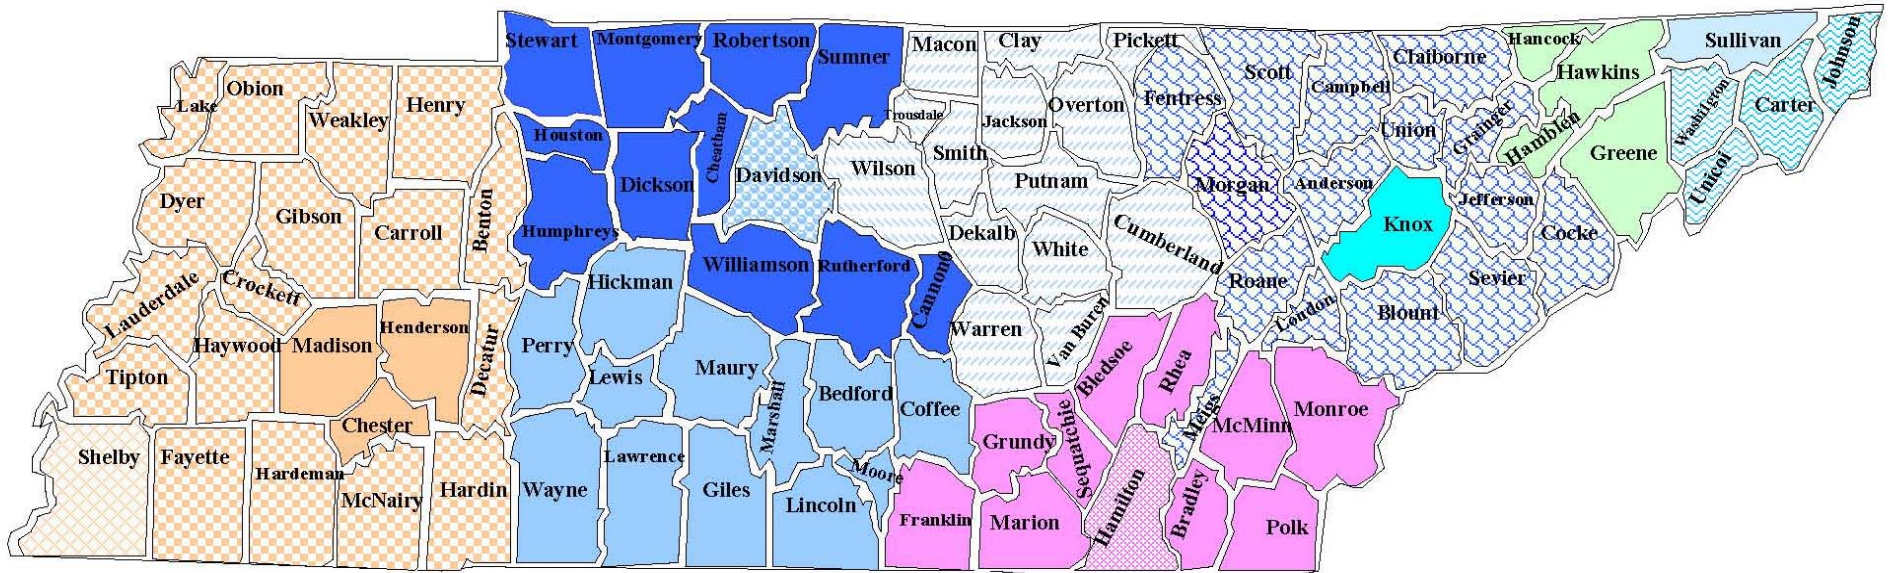 Stewart
Montgomery
Robertson
Sumner
Macon
Clay
Pickett
Scott
Campbell
Claiborne
Hancock
Hawkins
Sullivan
Johnson
Lake
Obion
Weakley
Henry
Houston
Cheatham
Trousdale
Jackson
Overton
Fentress
Union
Grainger
Hamblen
Greene
Washington
Carter
Unicoi
Dyer
Gibson
Carroll
Benton
Humphreys
Dickson
Davidson
Wilson
Smith
Putnam
Morgan
Anderson
Knox
Jefferson
Cocke
Lauderdale
Crockett
Hickman
Williamson
Rutherford
Cannon0
Dekalb
White
Cumberland
Roane
London
Blount
Sevier
Tipton
Haywood
Madison
Henderson
Decatur
Perry
Lewis
Maury
Marshall
Bedford
Coffee
Warren
Van Buren
Bledsoe
Rhea
Meigs
McMinn
Monroe
Shelby
Fayette
Hardeman
Chester
McNairy
Hardin
Wayne
Lawrence
Giles
Lincoln
Moore
Franklin
Grundy
Sequatchie
Marion
Hamilton
Bradley
Polk